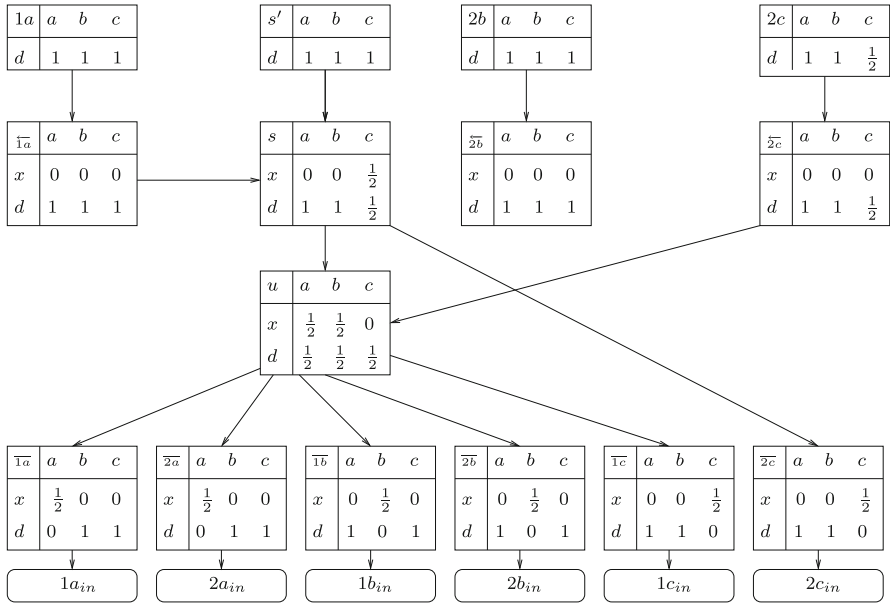 1a a b c s′ a b c 2b a b c 2c a b c
d 1 1 1 d 1 1 1 d 1 1 1 d 1 1 1/2
←1a a b c s a b c ←2b a b c ←2c a b c
x 0 0 0 x 0 0 1/2 x 0 0 0 x 0 0 0
d 1 1 1 d 1 1 1/2 d 1 1 1 d 1 1 1/2
u a b c
x 1/2 1/2 0
d 1/2 1/2 1/2
1a a b c 2a a b c 1b a b c 2b a b c 1c a b c 2c a b c
x 1/2 0 0 x 1/2 0 0 x 0 1/2 0 x 0 1/2 0 x 0 0 1/2 x 0 0 1/2
d 0 1 1 d 0 1 1 d 1 0 1 d 1 0 1 d 1 1 0 d 1 1 0
1a_in 2a_in 1b_in 2b_in 1c_in 2c_in